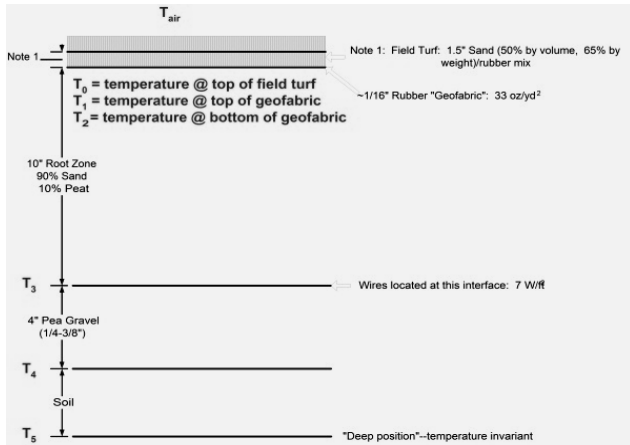 T air
Note 1
Note 1: Field Turf: 1.5" Sand (50% by volume, 65% by
weight)/rubber mix
T0 = temperature @ top of field turf
T1 = temperature @ top of geofabric
T2= temperature @ bottom of geofabric
~1/16" Rubber "Geofabric": 33 oz/yd2
10" Root Zone
90% Sand
10% Peat
T3
Wires located at this interface: 7 W/ft2
4" Pea Gravel
(1/4-3/8")
T4
Soil
T5
"Deep position"--temperature invariant